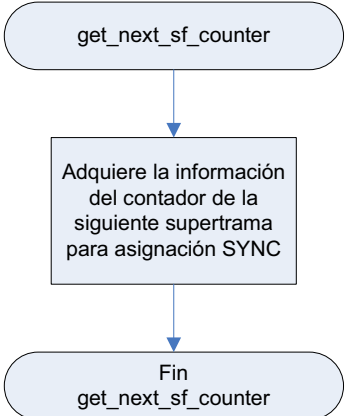 get_next_sf_counter
Adquiere la información
del contador de la
siguiente supertrama
para asignación SYNC
Fin
get_next_sf_counter